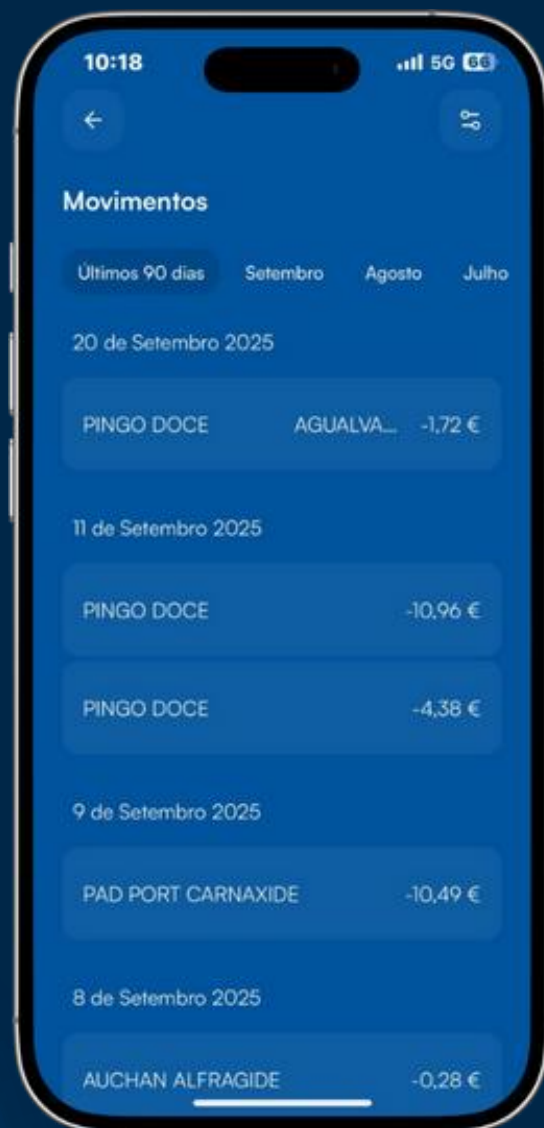 10:18 5G 66
Movimentos
Últimos 90 dias Setembro Agosto Julho
20 de Setembro 2025
PINGO DOCE AGUALVA... -1,72 €
11 de Setembro 2025
PINGO DOCE -10,96 €
PINGO DOCE -4,38 €
9 de Setembro 2025
PAD PORT CARNAXIDE -10,49 €
8 de Setembro 2025
AUCHAN ALFRAGIDE -0,28 €